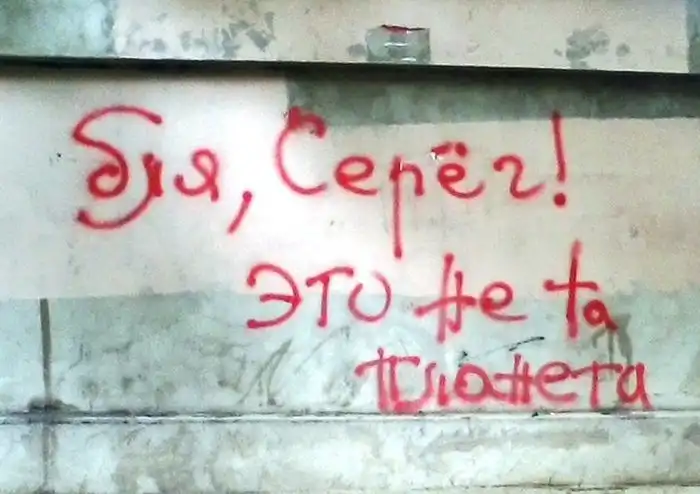 бля, Серёг!
это не та
планета